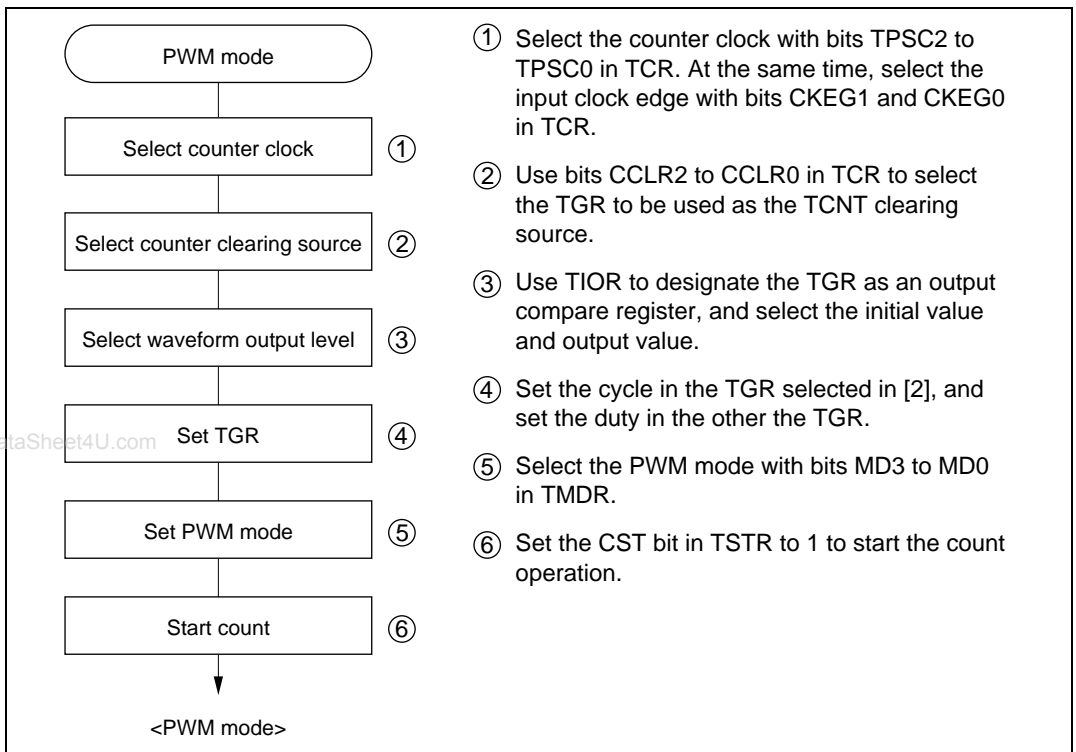 PWM mode
Select counter clock ①
Select counter clearing source ②
Select waveform output level ③
Set TGR ④
Set PWM mode ⑤
Start count ⑥
<PWM mode>
① Select the counter clock with bits TPSC2 to
TPSC0 in TCR. At the same time, select the
input clock edge with bits CKEG1 and CKEG0
in TCR.
② Use bits CCLR2 to CCLR0 in TCR to select
the TGR to be used as the TCNT clearing
source.
③ Use TIOR to designate the TGR as an output
compare register, and select the initial value
and output value.
④ Set the cycle in the TGR selected in [2], and
set the duty in the other the TGR.
⑤ Select the PWM mode with bits MD3 to MD0
in TMDR.
⑥ Set the CST bit in TSTR to 1 to start the count
operation.
ataSheet4U.com